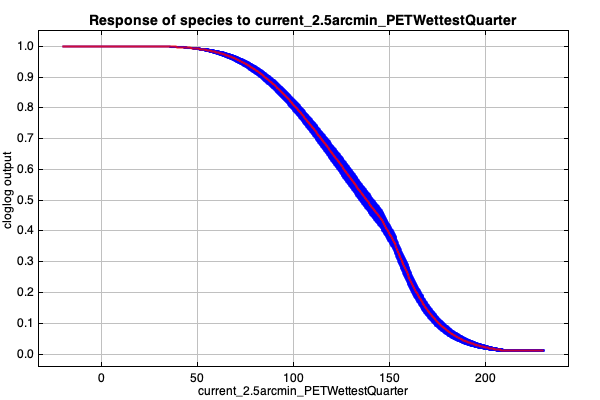 Response of species to current_2.5arcmin_PETWettestQuarter
1.0
0.9
0.8
0.7
0.6
0.5
0.4
0.3
0.2
0.1
0.0
cloglog output
0 50 100 150 200
current_2.5arcmin_PETWettestQuarter